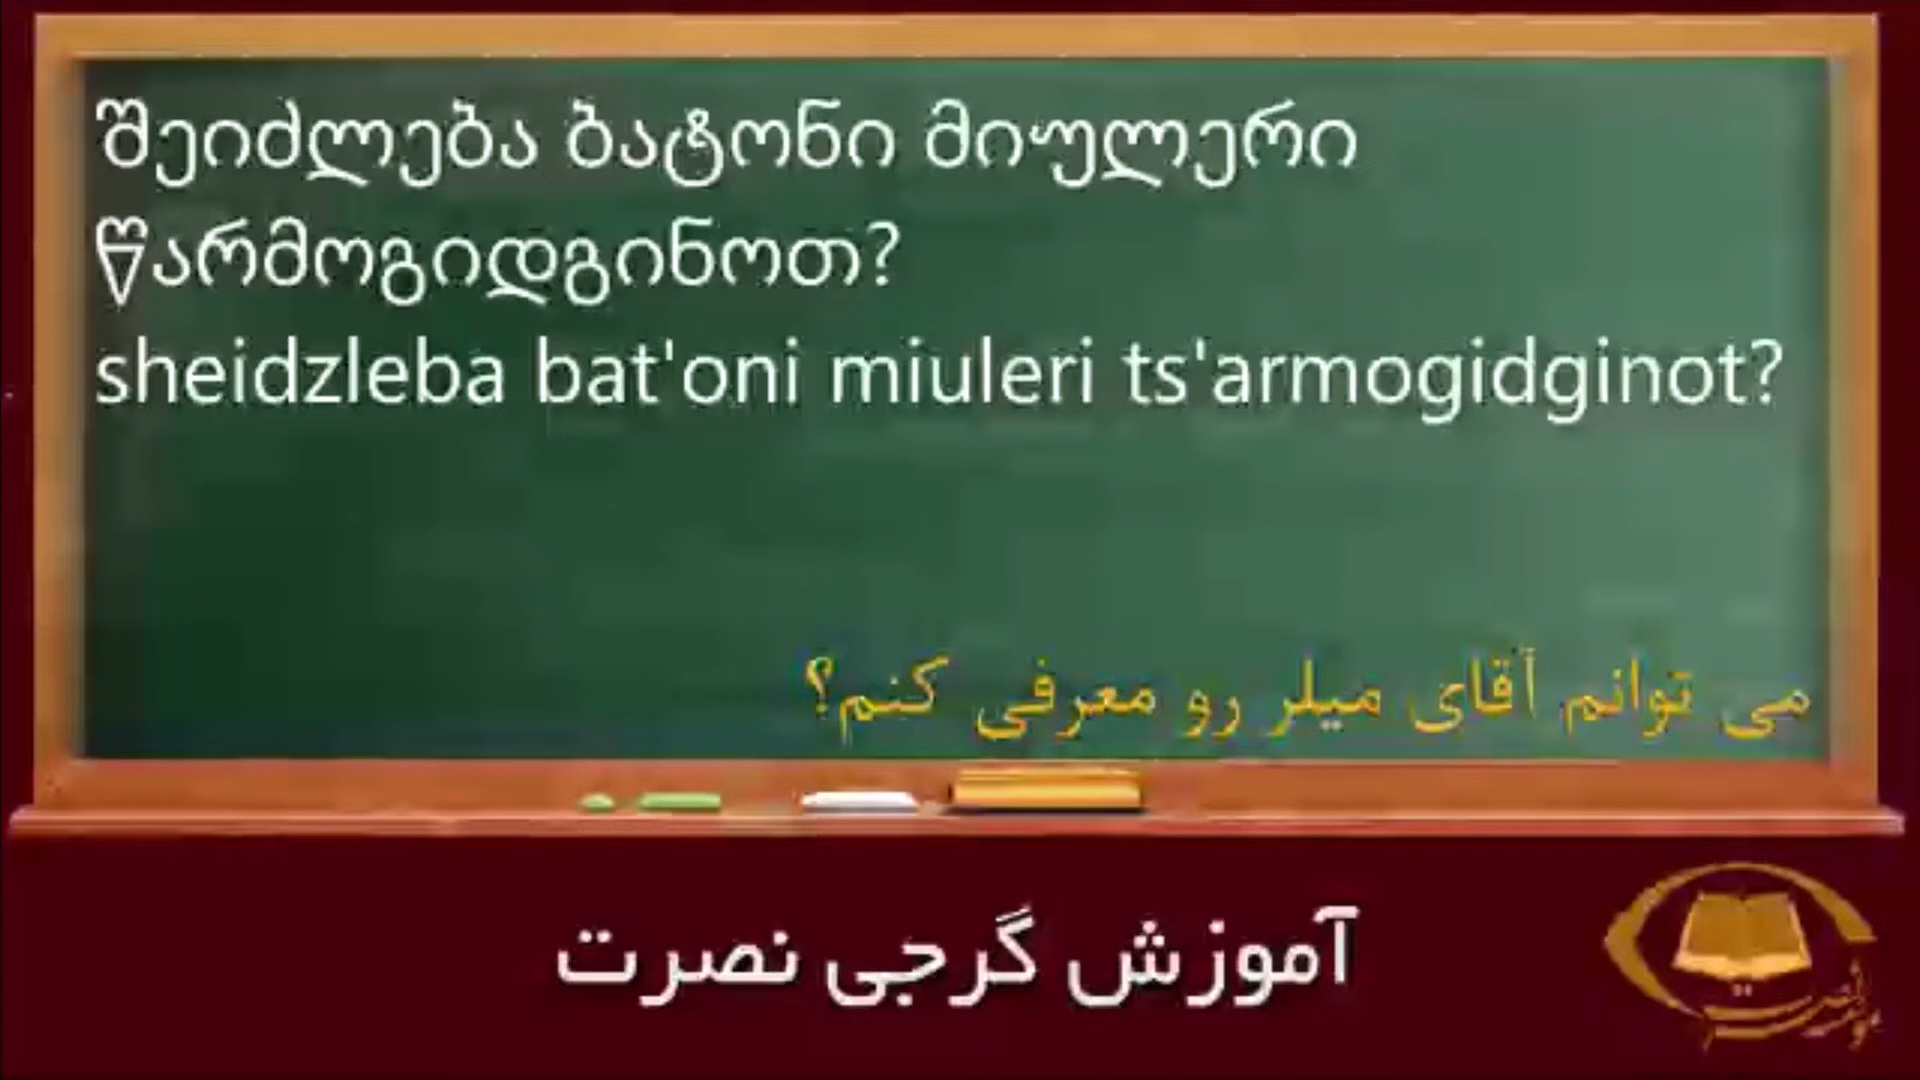 შეიძლება ბატონი მიულერი
წარმოგიდგინოთ?
sheidzleba bat'oni miuleri ts'armogidginot?
می توانم آقای میلر رو معرفی کنم؟
آموزش گرجی نصرت